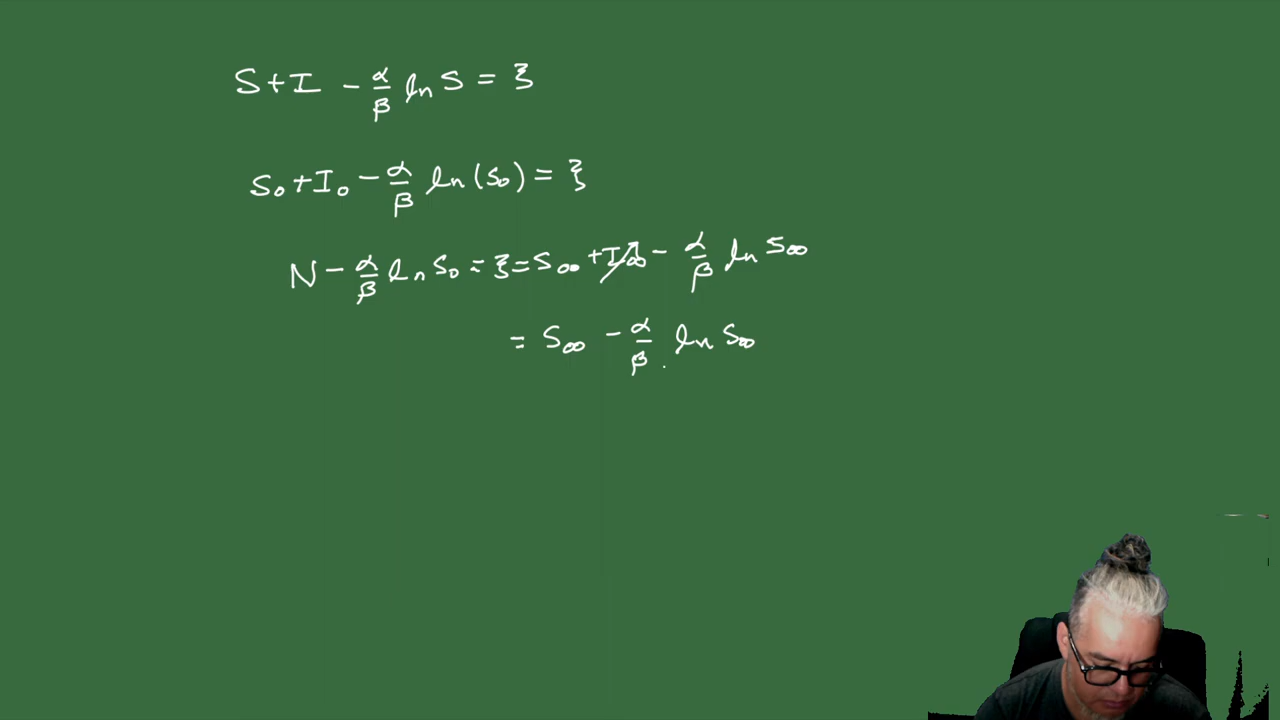 S + I - α/β ln S = ξ
S₀ + I₀ - α/β ln(S₀) = ξ
N - α/β ln S₀ = ξ = S∞ + I∞ - α/β ln S∞
= S∞ - α/β ln S∞